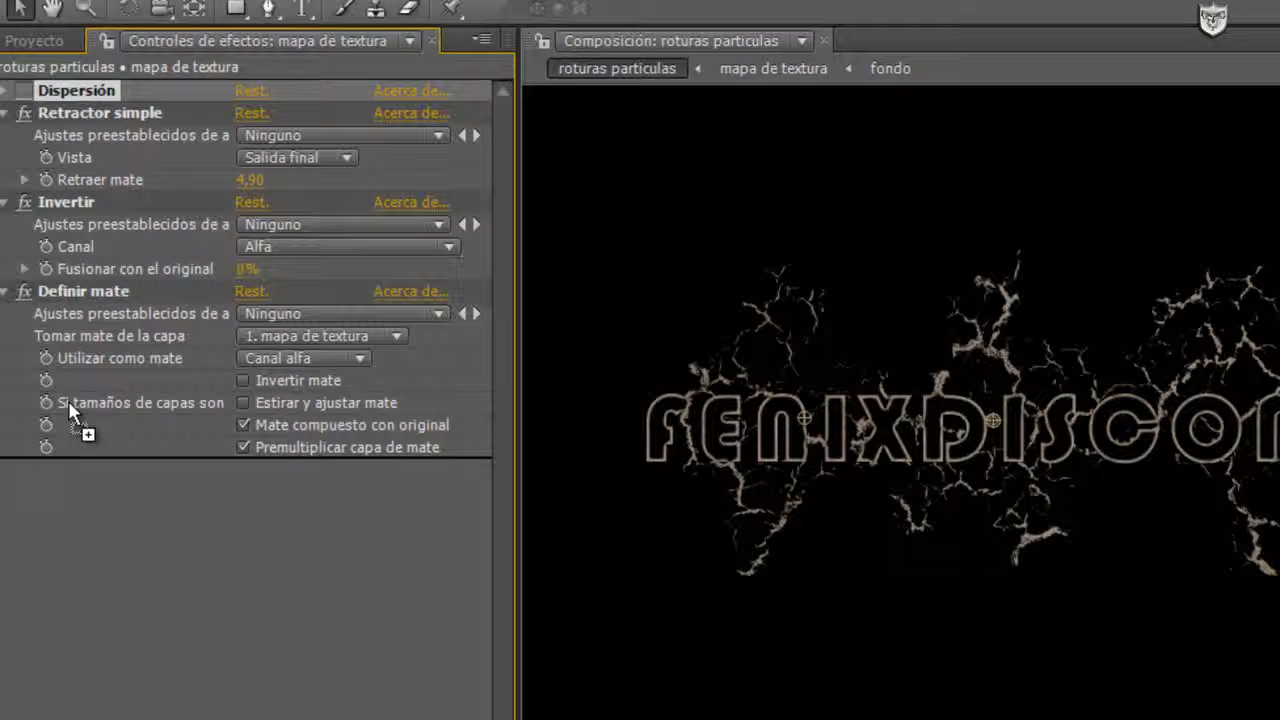 Proyecto
Controles de efectos: mapa de textura
Composición: roturas particulas
roturas particulas • mapa de textura
roturas particulas mapa de textura fondo
Dispersión Rest. Acerca de...
fx Retractor simple Rest. Acerca de...
Ajustes preestablecidos de a Ninguno
Vista Salida final
Retraer mate 4,90
fx Invertir Rest. Acerca de...
Ajustes preestablecidos de a Ninguno
Canal Alfa
Fusionar con el original 0%
fx Definir mate Rest. Acerca de...
Ajustes preestablecidos de a Ninguno
Tomar mate de la capa 1. mapa de textura
Utilizar como mate Canal alfa
Invertir mate
Si tamaños de capas son Estirar y ajustar mate
Mate compuesto con original
Premultiplicar capa de mate
FENIXDISCO